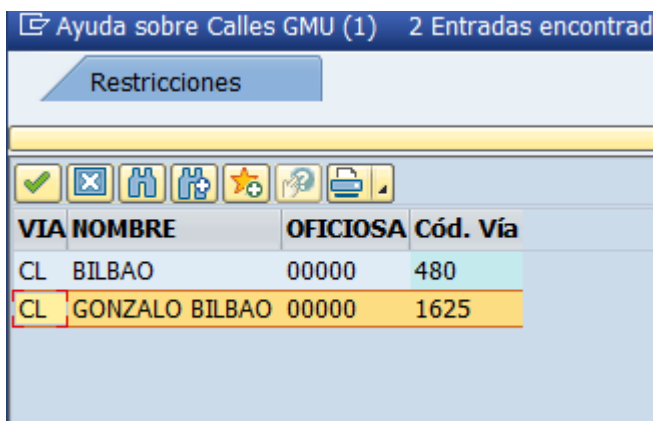 Ayuda sobre Calles GMU (1) 2 Entradas encontrad
Restricciones
VIA NOMBRE OFICIOSA Cód. Vía
CL BILBAO 00000 480
CL GONZALO BILBAO 00000 1625